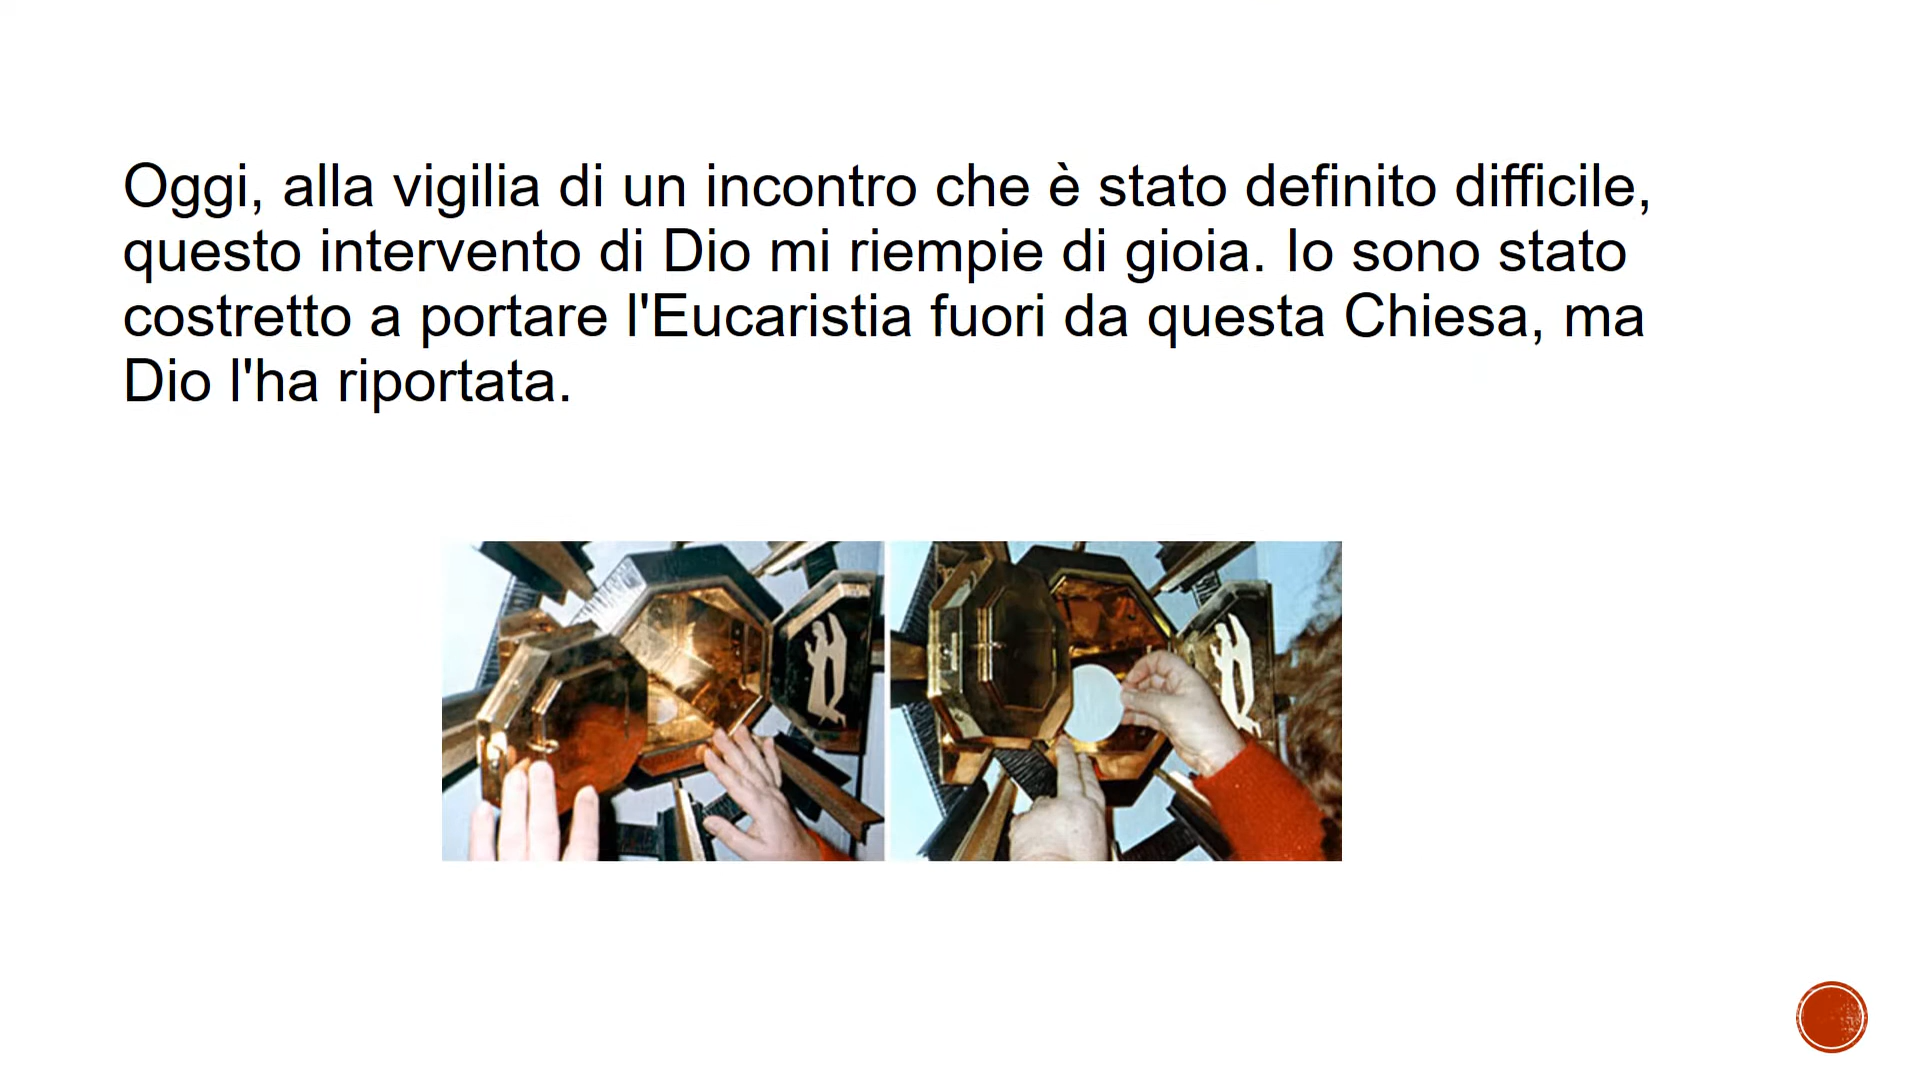 Oggi, alla vigilia di un incontro che è stato definito difficile,
questo intervento di Dio mi riempie di gioia. Io sono stato
costretto a portare l'Eucaristia fuori da questa Chiesa, ma
Dio l'ha riportata.